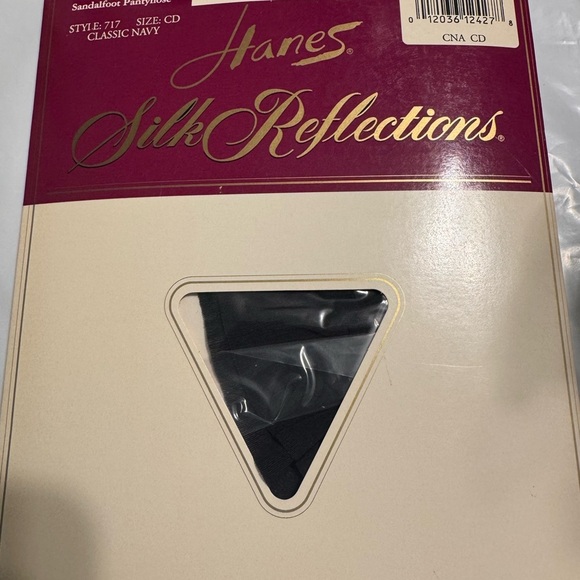 Sandalfoot Pantyhose
STYLE: 717 SIZE: CD
CLASSIC NAVY
0 12036 12427 8
CNA CD
Hanes®
Silk Reflections®